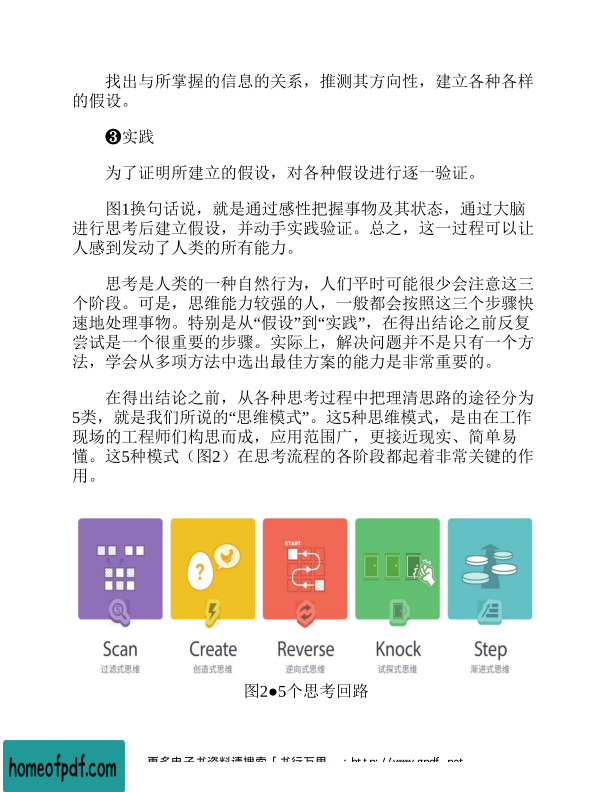 找出与所掌握的信息的关系，推测其方向性，建立各种各样
的假设。
❸实践
为了证明所建立的假设，对各种假设进行逐一验证。
图1换句话说，就是通过感性把握事物及其状态，通过大脑
进行思考后建立假设，并动手实践验证。总之，这一过程可以让
人感到发动了人类的所有能力。
思考是人类的一种自然行为，人们平时可能很少会注意这三
个阶段。可是，思维能力较强的人，一般都会按照这三个步骤快
速地处理事物。特别是从“假设”到“实践”，在得出结论之前反复
尝试是一个很重要的步骤。实际上，解决问题并不是只有一个方
法，学会从多项方法中选出最佳方案的能力是非常重要的。
在得出结论之前，从各种思考过程中把理清思路的途径分为
5类，就是我们所说的“思维模式”。这5种思维模式，是由在工作
现场的工程师们构思而成，应用范围广，更接近现实、简单易
懂。这5种模式（图2）在思考流程的各阶段都起着非常关键的作
用。
?
START
Scan Create Reverse Knock Step
过滤式思维 创造式思维 逆向式思维 试探式思维 渐进式思维
图2●5个思考回路
homeofpdf.com